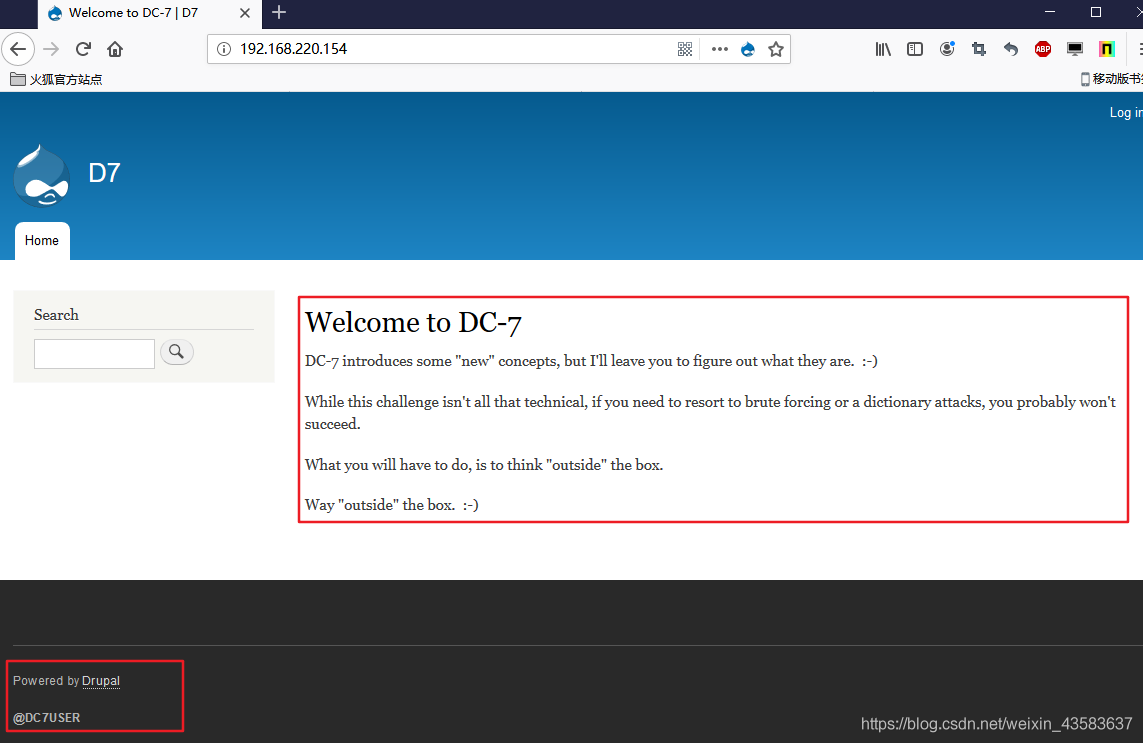 Welcome to DC-7 | D7
192.168.220.154
ABP
火狐官方站点
移动版书
Log in
D7
Home
Search
Welcome to DC-7
DC-7 introduces some "new" concepts, but I'll leave you to figure out what they are.  :-)
While this challenge isn't all that technical, if you need to resort to brute forcing or a dictionary attacks, you probably won't
succeed.
What you will have to do, is to think "outside" the box.
Way "outside" the box.  :-)
Powered by Drupal
@DC7USER
https://blog.csdn.net/weixin_43583637